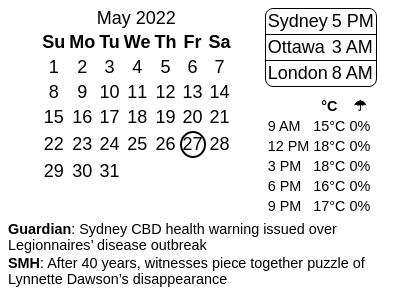 May 2022
Su Mo Tu We Th Fr Sa
1 2 3 4 5 6 7
8 9 10 11 12 13 14
15 16 17 18 19 20 21
22 23 24 25 26 27 28
29 30 31
Sydney 5 PM
Ottawa 3 AM
London 8 AM
°C ☂
9 AM 15°C 0%
12 PM 18°C 0%
3 PM 18°C 0%
6 PM 16°C 0%
9 PM 17°C 0%
Guardian: Sydney CBD health warning issued over
Legionnaires’ disease outbreak
SMH: After 40 years, witnesses piece together puzzle of
Lynnette Dawson’s disappearance